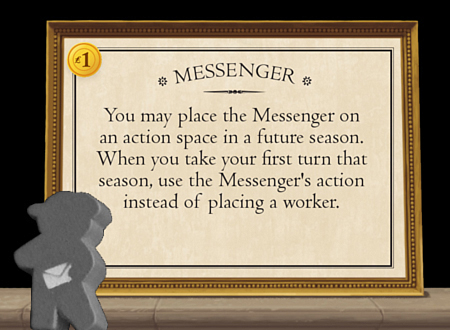 £1
MESSENGER
You may place the Messenger on
an action space in a future season.
When you take your first turn that
season, use the Messenger's action
instead of placing a worker.